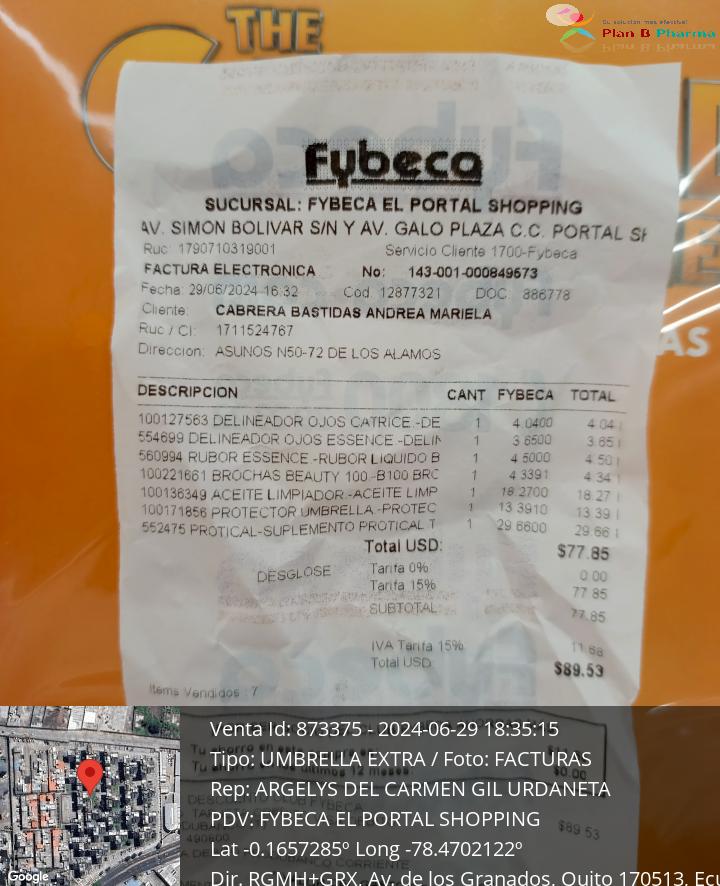 THE
Su solución mas efectiva!
Plan B Pharma
Fybeca
SUCURSAL: FYBECA EL PORTAL SHOPPING
AV. SIMON BOLIVAR S/N Y AV. GALO PLAZA C.C. PORTAL SH
Ruc: 1790710319001 Servicio Cliente 1700-Fybeca
FACTURA ELECTRONICA No: 143-001-000849573
Fecha: 29/06/2024 16:32 Cod: 12877321 DOC: 886778
Cliente: CABRERA BASTIDAS ANDREA MARIELA
Ruc / CI: 1711524767
Direccion: ASUNOS N50-72 DE LOS ALAMOS
DESCRIPCION CANT FYBECA TOTAL
100127563 DELINEADOR OJOS CATRICE.-DE 1 4.0400 4.04 I
554699 DELINEADOR OJOS ESSENCE.-DELIN 1 3.6500 3.65 I
560994 RUBOR ESSENCE.-RUBOR LIQUIDO B 1 4.5000 4.50 I
100221661 BROCHAS BEAUTY 100.-B100 BRC 1 4.3391 4.34 I
100136349 ACEITE LIMPIADOR.-ACEITE LIMP 1 18.2700 18.27 I
100171856 PROTECTOR UMBRELLA.-PROTEC 1 13.3910 13.39 I
552475 PROTICAL-SUPLEMENTO PROTICAL T 1 29.6600 29.66 I
Total USD: $77.85
DESGLOSE Tarifa 0% 0.00
Tarifa 15% 77.85
SUBTOTAL 77.85
IVA Tarifa 15% 11.68
Total USD $89.53
Items Vendidos : 7
Venta Id: 873375 - 2024-06-29 18:35:15
Tipo: UMBRELLA EXTRA / Foto: FACTURAS
Rep: ARGELYS DEL CARMEN GIL URDANETA
PDV: FYBECA EL PORTAL SHOPPING
$89.53
Lat -0.1657285º Long -78.4702122º
Dir. RGMH+GRX, Av. de los Granados, Quito 170513, Ecu
Google